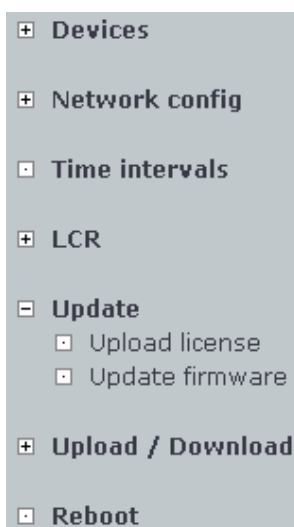 Devices
Network config
Time intervals
LCR
Update
Upload license
Update firmware
Upload / Download
Reboot